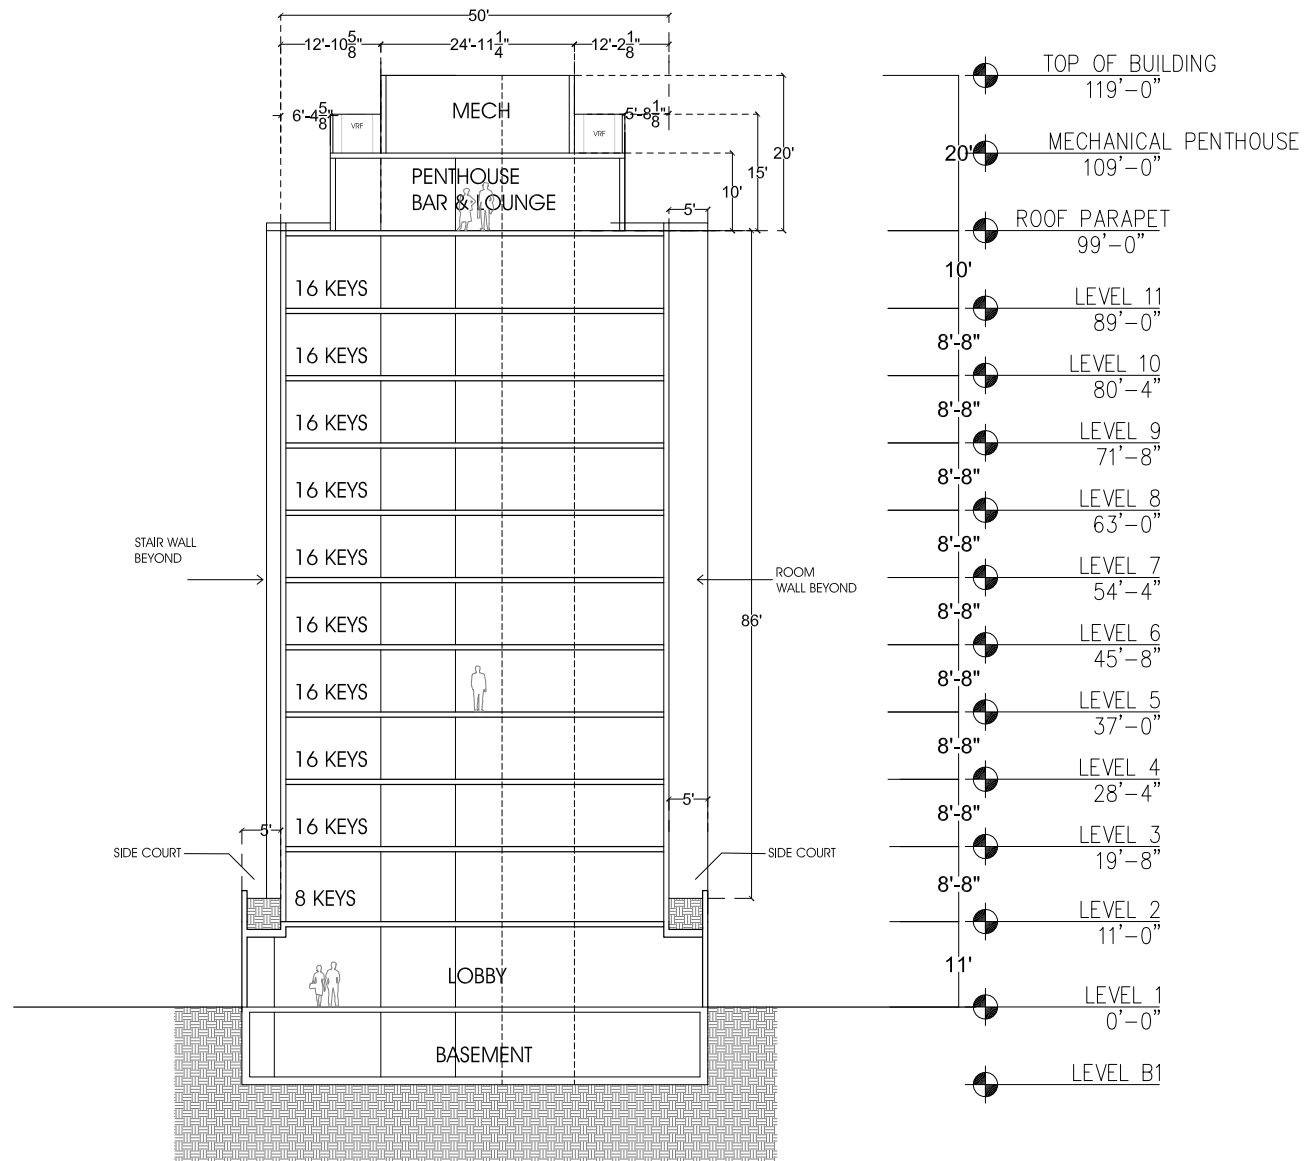 50'
12'-10 5/8"
24'-11 1/4"
12'-2 1/8"
TOP OF BUILDING
119'-0"
6'-4 5/8"
VRF
MECH
VRF
5'-8 1/8"
20'
15'
10'
20'
MECHANICAL PENTHOUSE
109'-0"
PENTHOUSE
BAR & LOUNGE
5'
ROOF PARAPET
99'-0"
10'
16 KEYS
LEVEL 11
89'-0"
8'-8"
16 KEYS
LEVEL 10
80'-4"
8'-8"
16 KEYS
LEVEL 9
71'-8"
8'-8"
16 KEYS
LEVEL 8
63'-0"
8'-8"
STAIR WALL
BEYOND
16 KEYS
ROOM
WALL BEYOND
LEVEL 7
54'-4"
8'-8"
16 KEYS
86'
LEVEL 6
45'-8"
8'-8"
16 KEYS
LEVEL 5
37'-0"
8'-8"
16 KEYS
LEVEL 4
28'-4"
8'-8"
5'
5'
16 KEYS
SIDE COURT
SIDE COURT
LEVEL 3
19'-8"
8'-8"
8 KEYS
LEVEL 2
11'-0"
11'
LOBBY
LEVEL 1
0'-0"
BASEMENT
LEVEL B1